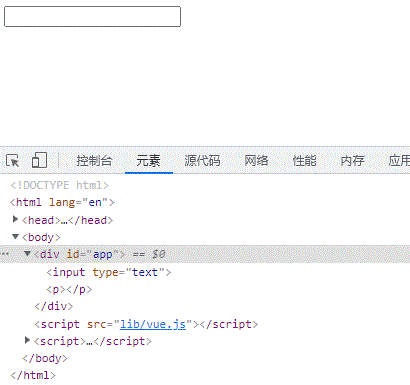 控制台 元素 源代码 网络 性能 内存 应用
<!DOCTYPE html>
<html lang="en">
<head>…</head>
<body>
… <div id="app"> == $0
<input type="text">
<p></p>
</div>
<script src="lib/vue.js"></script>
<script>…</script>
</body>
</html>